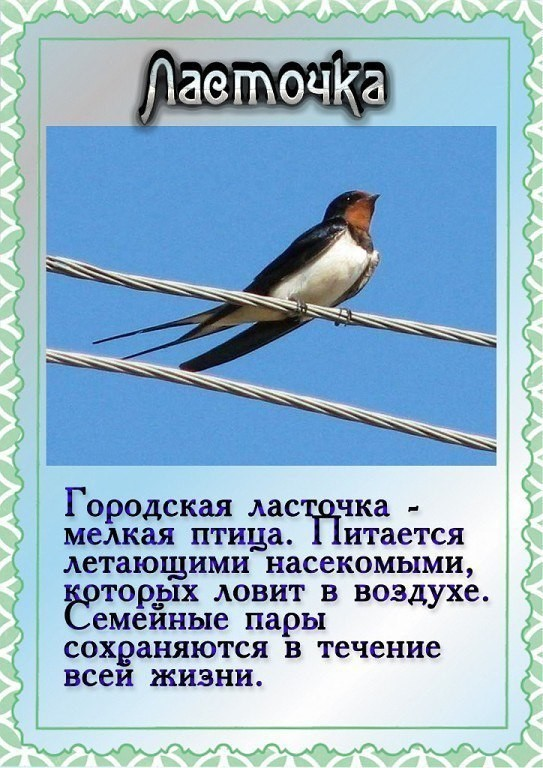 Ласточка
Городская ласточка -
мелкая птица. Питается
летающими насекомыми,
которых ловит в воздухе.
Семейные пары
сохраняются в течение
всей жизни.